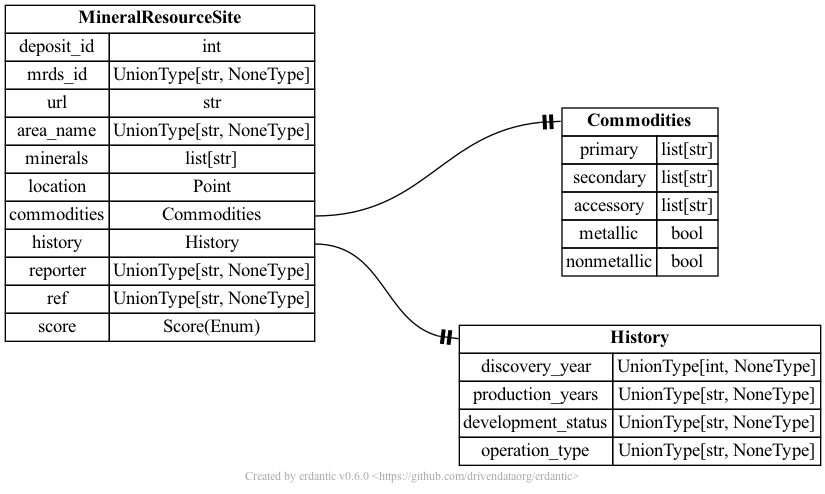 MineralResourceSite
deposit_id int
mrds_id UnionType[str, NoneType]
url str
area_name UnionType[str, NoneType]
minerals list[str]
location Point
commodities Commodities
history History
reporter UnionType[str, NoneType]
ref UnionType[str, NoneType]
score Score(Enum)
Commodities
primary list[str]
secondary list[str]
accessory list[str]
metallic bool
nonmetallic bool
History
discovery_year UnionType[int, NoneType]
production_years UnionType[str, NoneType]
development_status UnionType[str, NoneType]
operation_type UnionType[str, NoneType]
Created by erdantic v0.6.0 <https://github.com/drivendataorg/erdantic>